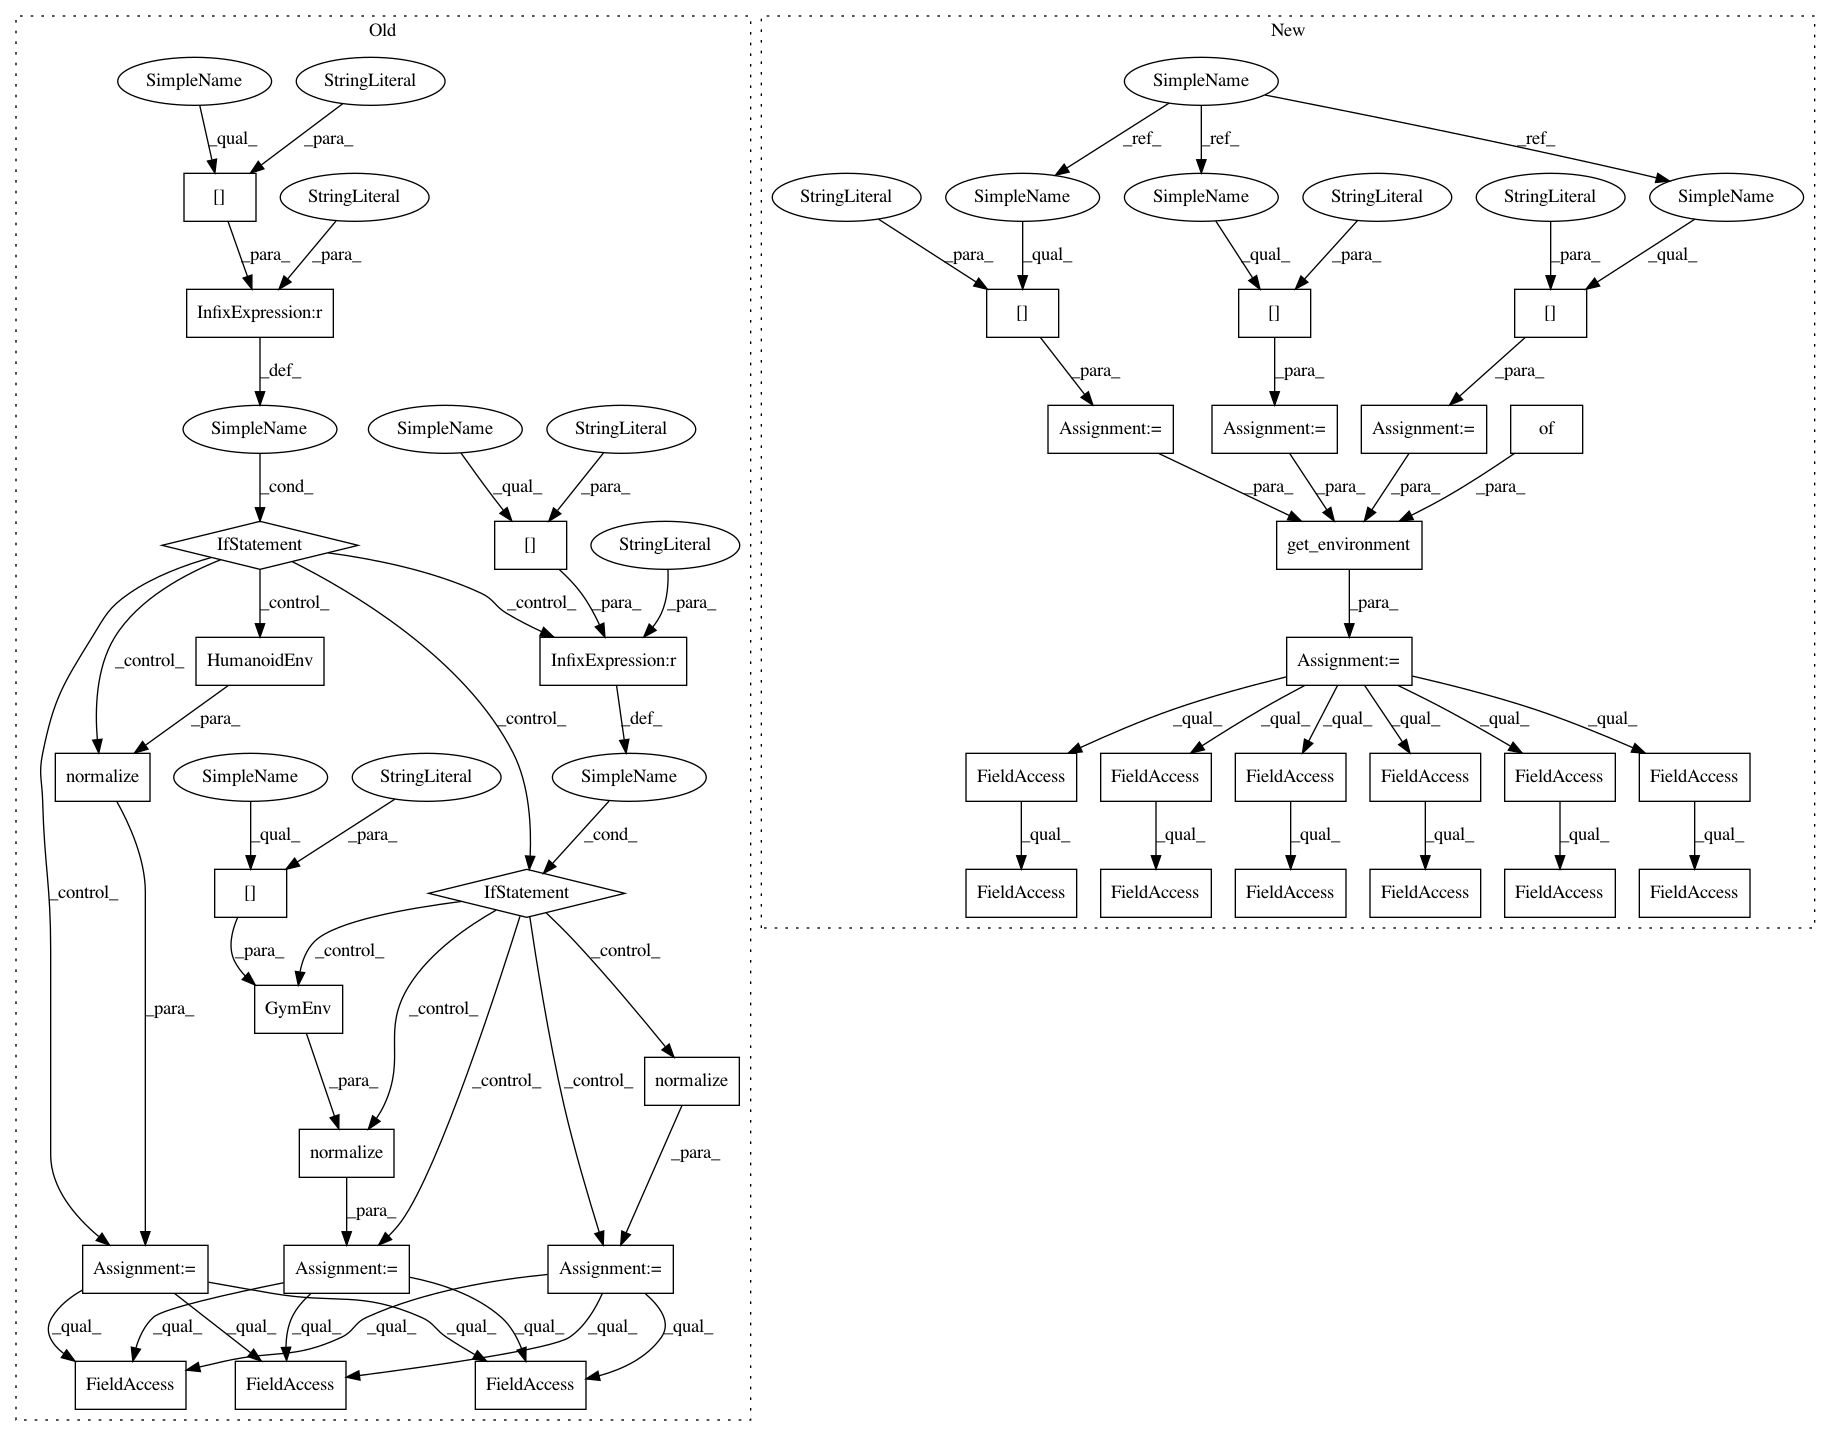 Old
New
SimpleName
StringLiteral
SimpleName
_qual_
_para_
_ref_
_ref_
_ref_
[]
StringLiteral
StringLiteral
SimpleName
SimpleName
StringLiteral
StringLiteral
SimpleName
_para_
_para_
_para_
_qual_
_qual_
_para_
_para_
_qual_
InfixExpression:r
[]
[]
[]
_def_
_para_
_para_
_para_
SimpleName
SimpleName
StringLiteral
Assignment:=
Assignment:=
Assignment:=
of
_cond_
_qual_
_para_
_para_
_para_
_para_
_para_
IfStatement
[]
StringLiteral
get_environment
_control_
_control_
_para_
_para_
_para_
_control_
HumanoidEnv
InfixExpression:r
Assignment:=
_para_
_control_
_def_
_qual_
_qual_
_qual_
_qual_
_qual_
_qual_
normalize
SimpleName
StringLiteral
SimpleName
FieldAccess
FieldAccess
FieldAccess
FieldAccess
FieldAccess
FieldAccess
_qual_
_para_
_cond_
_qual_
_qual_
_qual_
_qual_
_qual_
_qual_
_control_
[]
IfStatement
FieldAccess
FieldAccess
FieldAccess
FieldAccess
FieldAccess
FieldAccess
_para_
_control_
_control_
_para_
GymEnv
_control_
_para_
_control_
_control_
normalize
normalize
_para_
_para_
Assignment:=
Assignment:=
Assignment:=
_qual_
_qual_
_qual_
_qual_
_qual_
_qual_
_qual_
_qual_
_qual_
FieldAccess
FieldAccess
FieldAccess